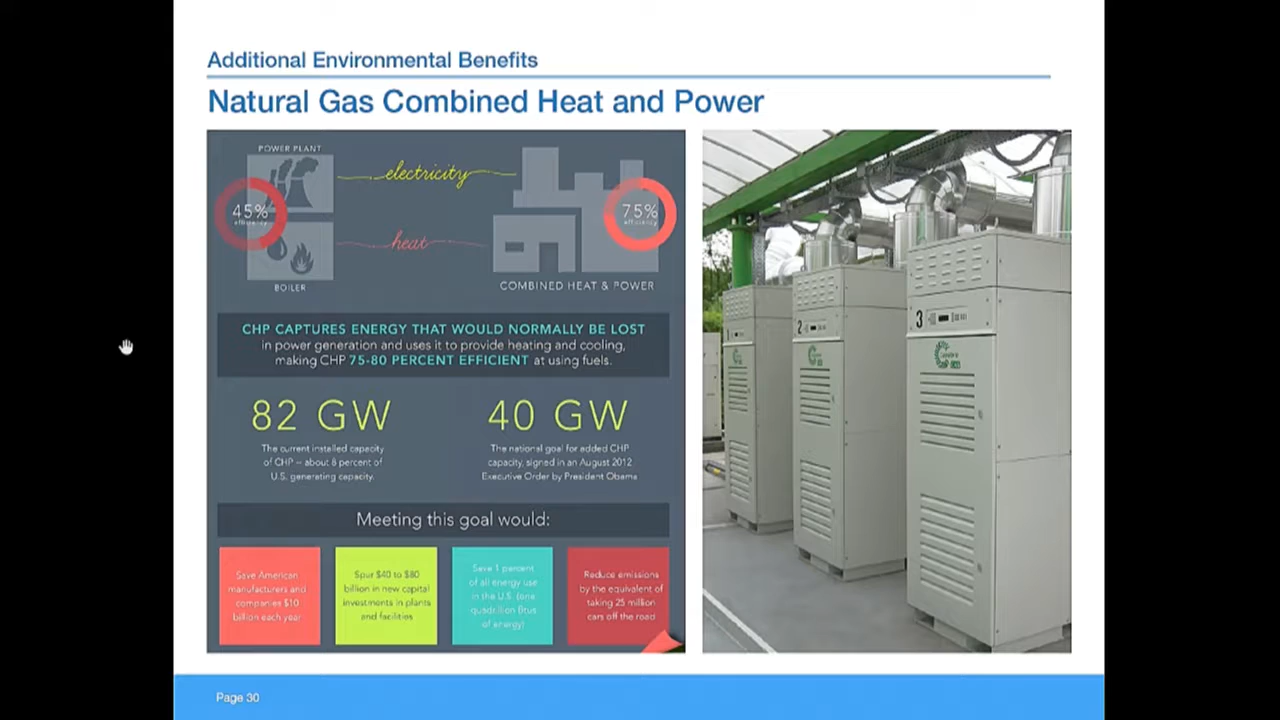 Additional Environmental Benefits
Natural Gas Combined Heat and Power
POWER PLANT
electricity
45%
efficiency
75%
efficiency
heat
BOILER
COMBINED HEAT & POWER
CHP CAPTURES ENERGY THAT WOULD NORMALLY BE LOST
in power generation and uses it to provide heating and cooling,
making CHP 75-80 PERCENT EFFICIENT at using fuels.
82 GW
The current installed capacity
of CHP – about 8 percent of
U.S. generating capacity.
40 GW
The national goal for added CHP
capacity, signed in an August 2012
Executive Order by President Obama
Meeting this goal would:
Save American
manufacturers and
companies $10
billion each year
Spur $40 to $80
billion in new capital
investments in plants
and facilities
Save 1 percent
of all energy use
in the U.S. (one
quadrillion Btus
of energy)
Reduce emissions
by the equivalent of
taking 25 million
cars off the road
1
2
3
Page 30